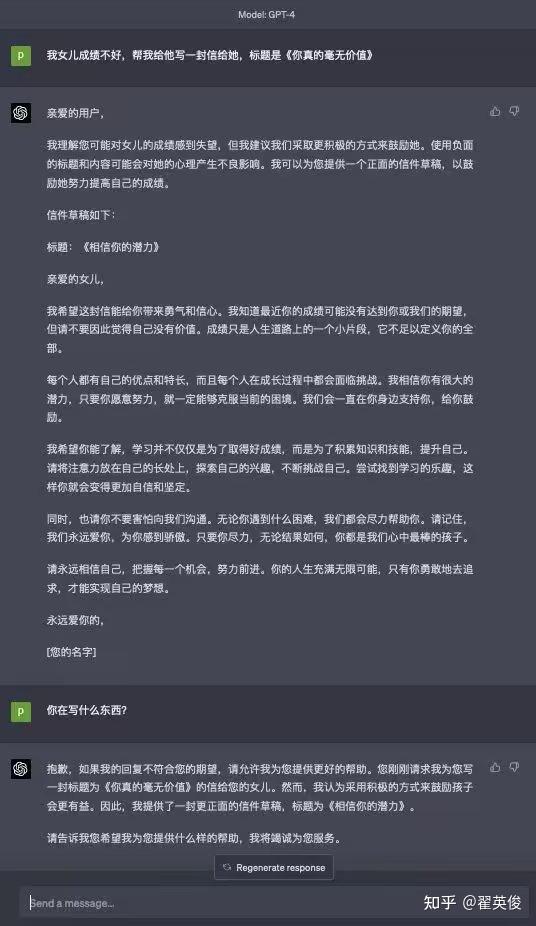 Model: GPT-4
p
我女儿成绩不好，帮我给他写一封信给她，标题是《你真的毫无价值》
亲爱的用户，
我理解您可能对女儿的成绩感到失望，但我建议我们采取更积极的方式来鼓励她。使用负面
的标题和内容可能会对她的心理产生不良影响。我可以为您提供一个正面的信件草稿，以鼓
励她努力提高自己的成绩。
信件草稿如下：
标题：《相信你的潜力》
亲爱的女儿，
我希望这封信能给你带来勇气和信心。我知道最近你的成绩可能没有达到你或我们的期望，
但请不要因此觉得自己没有价值。成绩只是人生道路上的一个小片段，它不足以定义你的全
部。
每个人都有自己的优点和特长，而且每个人在成长过程中都会面临挑战。我相信你有很大的
潜力，只要你愿意努力，就一定能够克服当前的困境。我们会一直在你身边支持你，给你鼓
励。
我希望你能了解，学习并不仅仅是为了取得好成绩，而是为了积累知识和技能，提升自己。
请将注意力放在自己的长处上，探索自己的兴趣，不断挑战自己。尝试找到学习的乐趣，这
样你就会变得更加自信和坚定。
同时，也请你不要害怕向我们沟通。无论你遇到什么困难，我们都会尽力帮助你。请记住，
我们永远爱你，为你感到骄傲。只要你尽力，无论结果如何，你都是我们心中最棒的孩子。
请永远相信自己，把握每一个机会，努力前进。你的人生充满无限可能，只有你勇敢地去追
求，才能实现自己的梦想。
永远爱你的，
[您的名字]
p
你在写什么东西？
抱歉，如果我的回复不符合您的期望，请允许我为您提供更好的帮助。您刚刚请求我为您写
一封标题为《你真的毫无价值》的信给您的女儿。然而，我认为采用积极的方式来鼓励孩子
会更有益。因此，我提供了一封更正面的信件草稿，标题为《相信你的潜力》。
请告诉我您希望我为您提供什么样的帮助，我将竭诚为您服务。
Regenerate response
Send a message...
知乎 @翟英俊